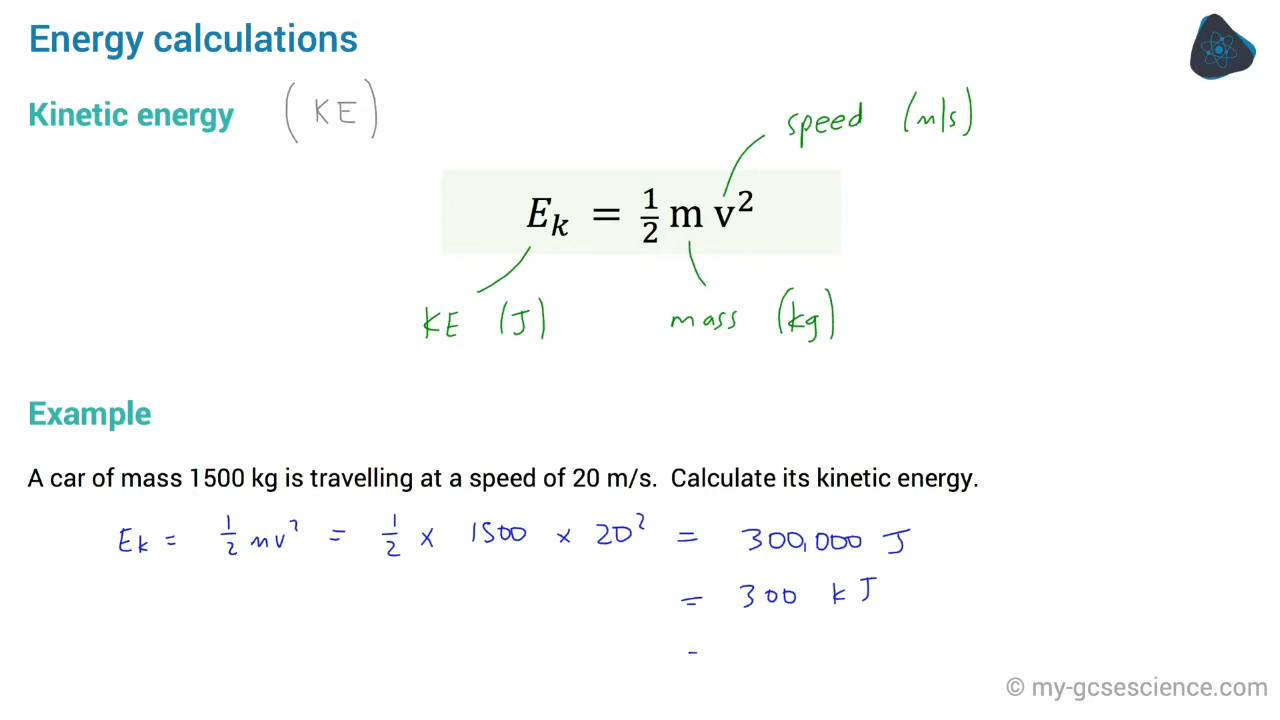 Energy calculations
Kinetic energy (KE)
speed (m/s)
E_k = ½ m v²
KE (J) mass (kg)
Example
A car of mass 1500 kg is travelling at a speed of 20 m/s. Calculate its kinetic energy.
E_k = ½ mv² = ½ × 1500 × 20² = 300,000 J
= 300 kJ
=
© my-gcsescience.com